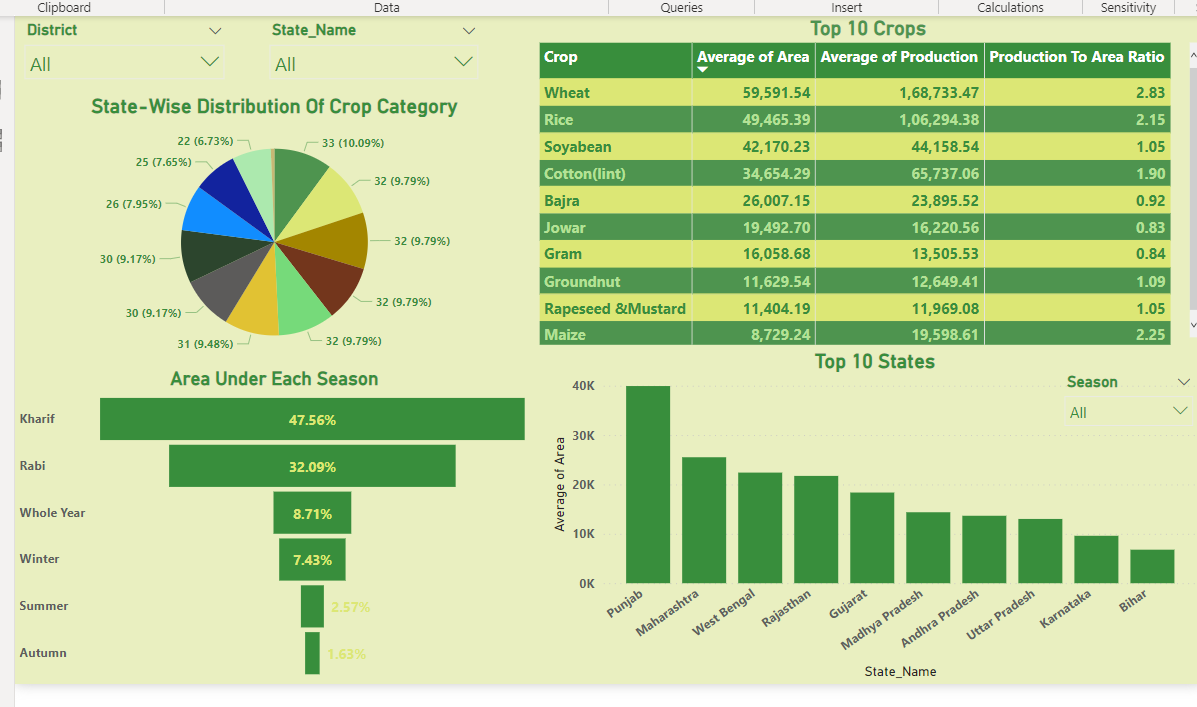 Clipboard Data Queries Insert Calculations Sensitivity
District State_Name
All All
State-Wise Distribution Of Crop Category
22 (6.73%) 33 (10.09%)
25 (7.65%) 32 (9.79%)
26 (7.95%) 32 (9.79%)
30 (9.17%) 32 (9.79%)
30 (9.17%) 32 (9.79%)
31 (9.48%)
Top 10 Crops
Crop Average of Area Average of Production Production To Area Ratio
Wheat 59,591.54 1,68,733.47 2.83
Rice 49,465.39 1,06,294.38 2.15
Soyabean 42,170.23 44,158.54 1.05
Cotton(lint) 34,654.29 65,737.06 1.90
Bajra 26,007.15 23,895.52 0.92
Jowar 19,492.70 16,220.56 0.83
Gram 16,058.68 13,505.53 0.84
Groundnut 11,629.54 12,649.41 1.09
Rapeseed &Mustard 11,404.19 11,969.08 1.05
Maize 8,729.24 19,598.61 2.25
Area Under Each Season
Kharif 47.56%
Rabi 32.09%
Whole Year 8.71%
Winter 7.43%
Summer 2.57%
Autumn 1.63%
Top 10 States
Season
All
Average of Area
40K
30K
20K
10K
0K
Punjab Maharashtra West Bengal Rajasthan Gujarat Madhya Pradesh Andhra Pradesh Uttar Pradesh Karnataka Bihar
State_Name